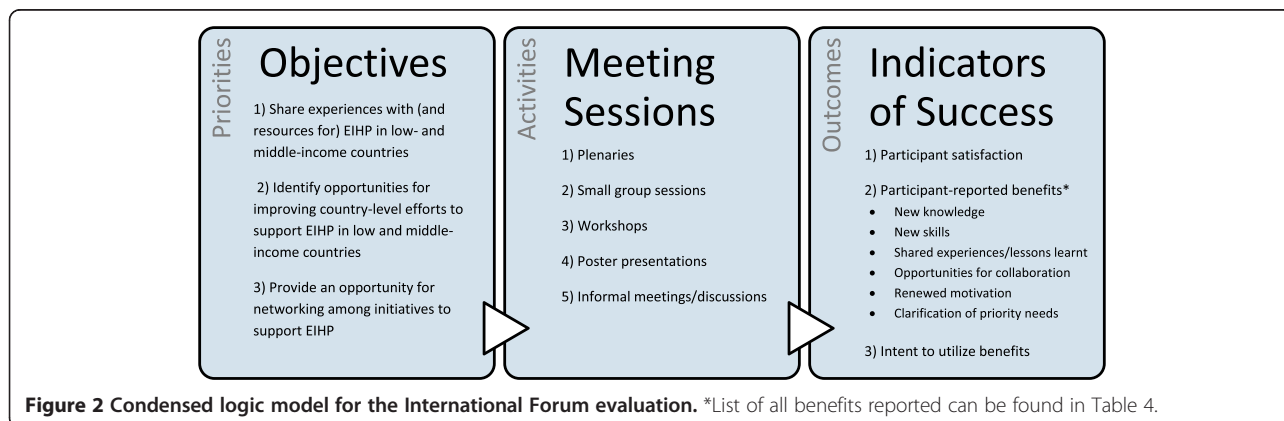 Priorities
Objectives
1) Share experiences with (and
resources for) EIHP in low- and
middle-income countries
2) Identify opportunities for
improving country-level efforts to
support EIHP in low and middle-
income countries
3) Provide an opportunity for
networking among initiatives to
support EIHP
Activities
Meeting
Sessions
1) Plenaries
2) Small group sessions
3) Workshops
4) Poster presentations
5) Informal meetings/discussions
Outcomes
Indicators
of Success
1) Participant satisfaction
2) Participant-reported benefits*
• New knowledge
• New skills
• Shared experiences/lessons learnt
• Opportunities for collaboration
• Renewed motivation
• Clarification of priority needs
3) Intent to utilize benefits
Figure 2 Condensed logic model for the International Forum evaluation. *List of all benefits reported can be found in Table 4.